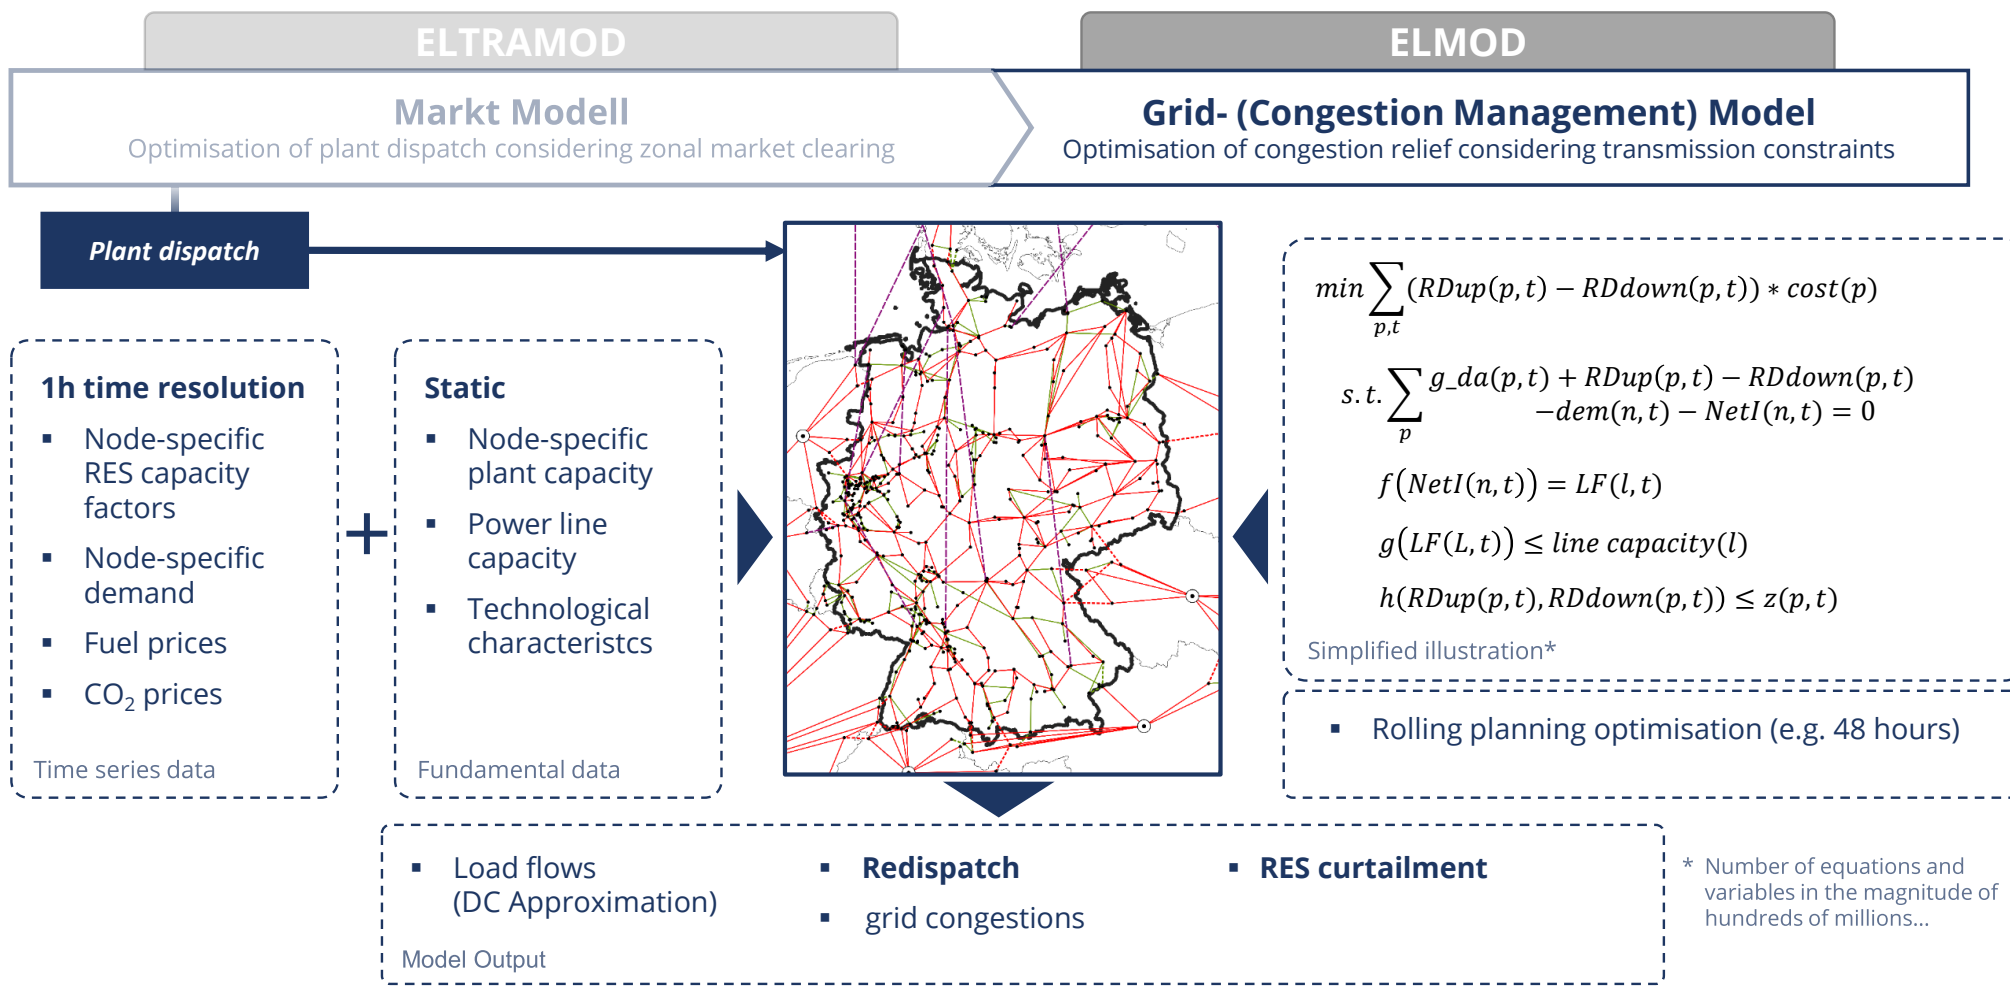 ELTRAMOD
ELMOD
Markt Modell
Optimisation of plant dispatch considering zonal market clearing
Grid- (Congestion Management) Model
Optimisation of congestion relief considering transmission constraints
Plant dispatch
1h time resolution
▪ Node-specific
RES capacity
factors
▪ Node-specific
demand
▪ Fuel prices
▪ CO₂ prices
Time series data
+
Static
▪ Node-specific
plant capacity
▪ Power line
capacity
▪ Technological
characteristcs
Fundamental data
min ∑ (RDup(p, t) − RDdown(p, t)) ∗ cost(p)
p,t
s. t. ∑ g_da(p, t) + RDup(p, t) − RDdown(p, t)
−dem(n, t) − NetI(n, t) = 0
p
f(NetI(n, t)) = LF(l, t)
g(LF(L, t)) ≤ line capacity(l)
h(RDup(p, t), RDdown(p, t)) ≤ z(p, t)
Simplified illustration*
▪ Rolling planning optimisation (e.g. 48 hours)
▪ Load flows
(DC Approximation)
▪ Redispatch
▪ grid congestions
▪ RES curtailment
Model Output
* Number of equations and
variables in the magnitude of
hundreds of millions...